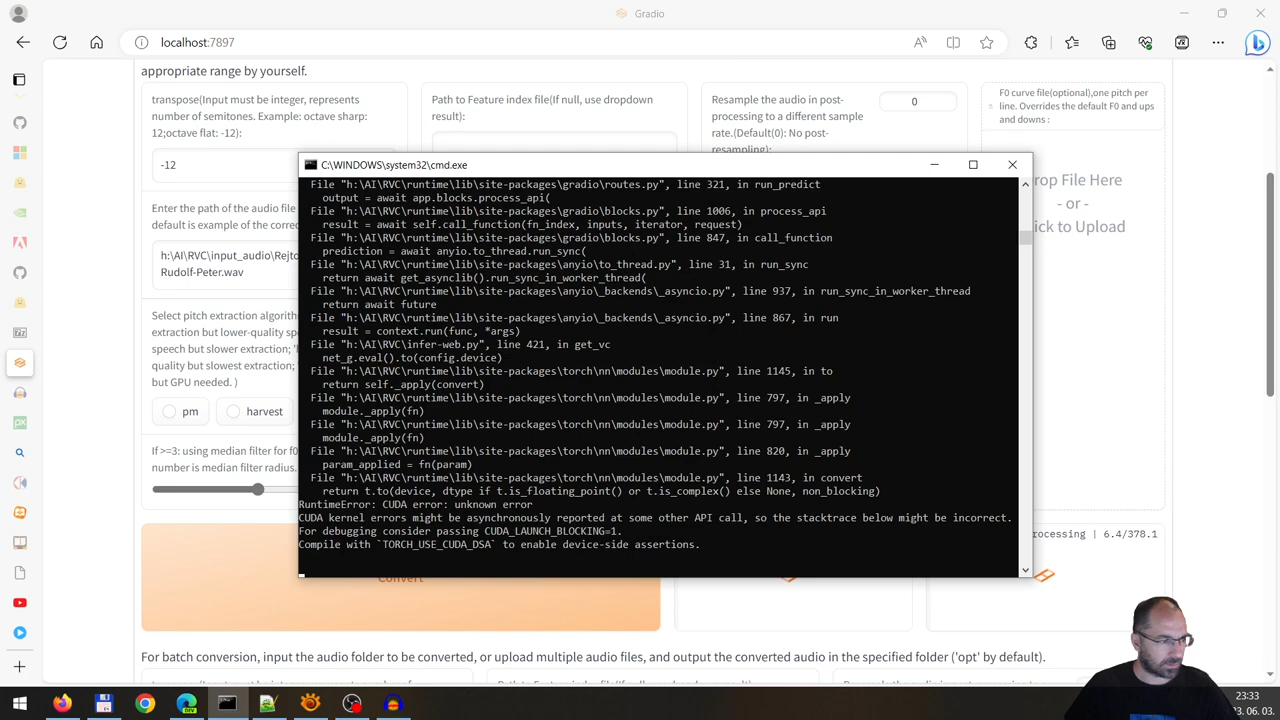 Gradio
localhost:7897
appropriate range by yourself.
transpose(Input must be integer, represents
number of semitones. Example: octave sharp:
12;octave flat: -12):
-12
Path to Feature index file(If null, use dropdown
result):
Resample the audio in post-
processing to a different sample
rate.(Default(0): No post-
resampling):
0
F0 curve file(optional),one pitch per
line. Overrides the default F0 and ups
and downs :
rop File Here
- or -
ick to Upload
Enter the path of the audio file
default is example of the corre
h:\AI\RVC\input_audio\Rejto
Rudolf-Peter.wav
Select pitch extraction algorith
extraction but lower-quality spe
speech but slower extraction; 'h
quality but slowest extraction;
but GPU needed. )
pm
harvest
If >=3: using median filter for f0
number is median filter radius.
C:\WINDOWS\system32\cmd.exe
File "h:\AI\RVC\runtime\lib\site-packages\gradio\routes.py", line 321, in run_predict
output = await app.blocks.process_api(
File "h:\AI\RVC\runtime\lib\site-packages\gradio\blocks.py", line 1006, in process_api
result = await self.call_function(fn_index, inputs, iterator, request)
File "h:\AI\RVC\runtime\lib\site-packages\gradio\blocks.py", line 847, in call_function
prediction = await anyio.to_thread.run_sync(
File "h:\AI\RVC\runtime\lib\site-packages\anyio\to_thread.py", line 31, in run_sync
return await get_asynclib().run_sync_in_worker_thread(
File "h:\AI\RVC\runtime\lib\site-packages\anyio\_backends\_asyncio.py", line 937, in run_sync_in_worker_thread
return await future
File "h:\AI\RVC\runtime\lib\site-packages\anyio\_backends\_asyncio.py", line 867, in run
result = context.run(func, *args)
File "h:\AI\RVC\infer-web.py", line 421, in get_vc
net_g.eval().to(config.device)
File "h:\AI\RVC\runtime\lib\site-packages\torch\nn\modules\module.py", line 1145, in to
return self._apply(convert)
File "h:\AI\RVC\runtime\lib\site-packages\torch\nn\modules\module.py", line 797, in _apply
module._apply(fn)
File "h:\AI\RVC\runtime\lib\site-packages\torch\nn\modules\module.py", line 797, in _apply
module._apply(fn)
File "h:\AI\RVC\runtime\lib\site-packages\torch\nn\modules\module.py", line 820, in _apply
param_applied = fn(param)
File "h:\AI\RVC\runtime\lib\site-packages\torch\nn\modules\module.py", line 1143, in convert
return t.to(device, dtype if t.is_floating_point() or t.is_complex() else None, non_blocking)
RuntimeError: CUDA error: unknown error
CUDA kernel errors might be asynchronously reported at some other API call, so the stacktrace below might be incorrect.
For debugging consider passing CUDA_LAUNCH_BLOCKING=1.
Compile with `TORCH_USE_CUDA_DSA` to enable device-side assertions.
rocessing | 6.4/378.1
Convert
For batch conversion, input the audio folder to be converted, or upload multiple audio files, and output the converted audio in the specified folder ('opt' by default).
23:33
23. 06. 03.